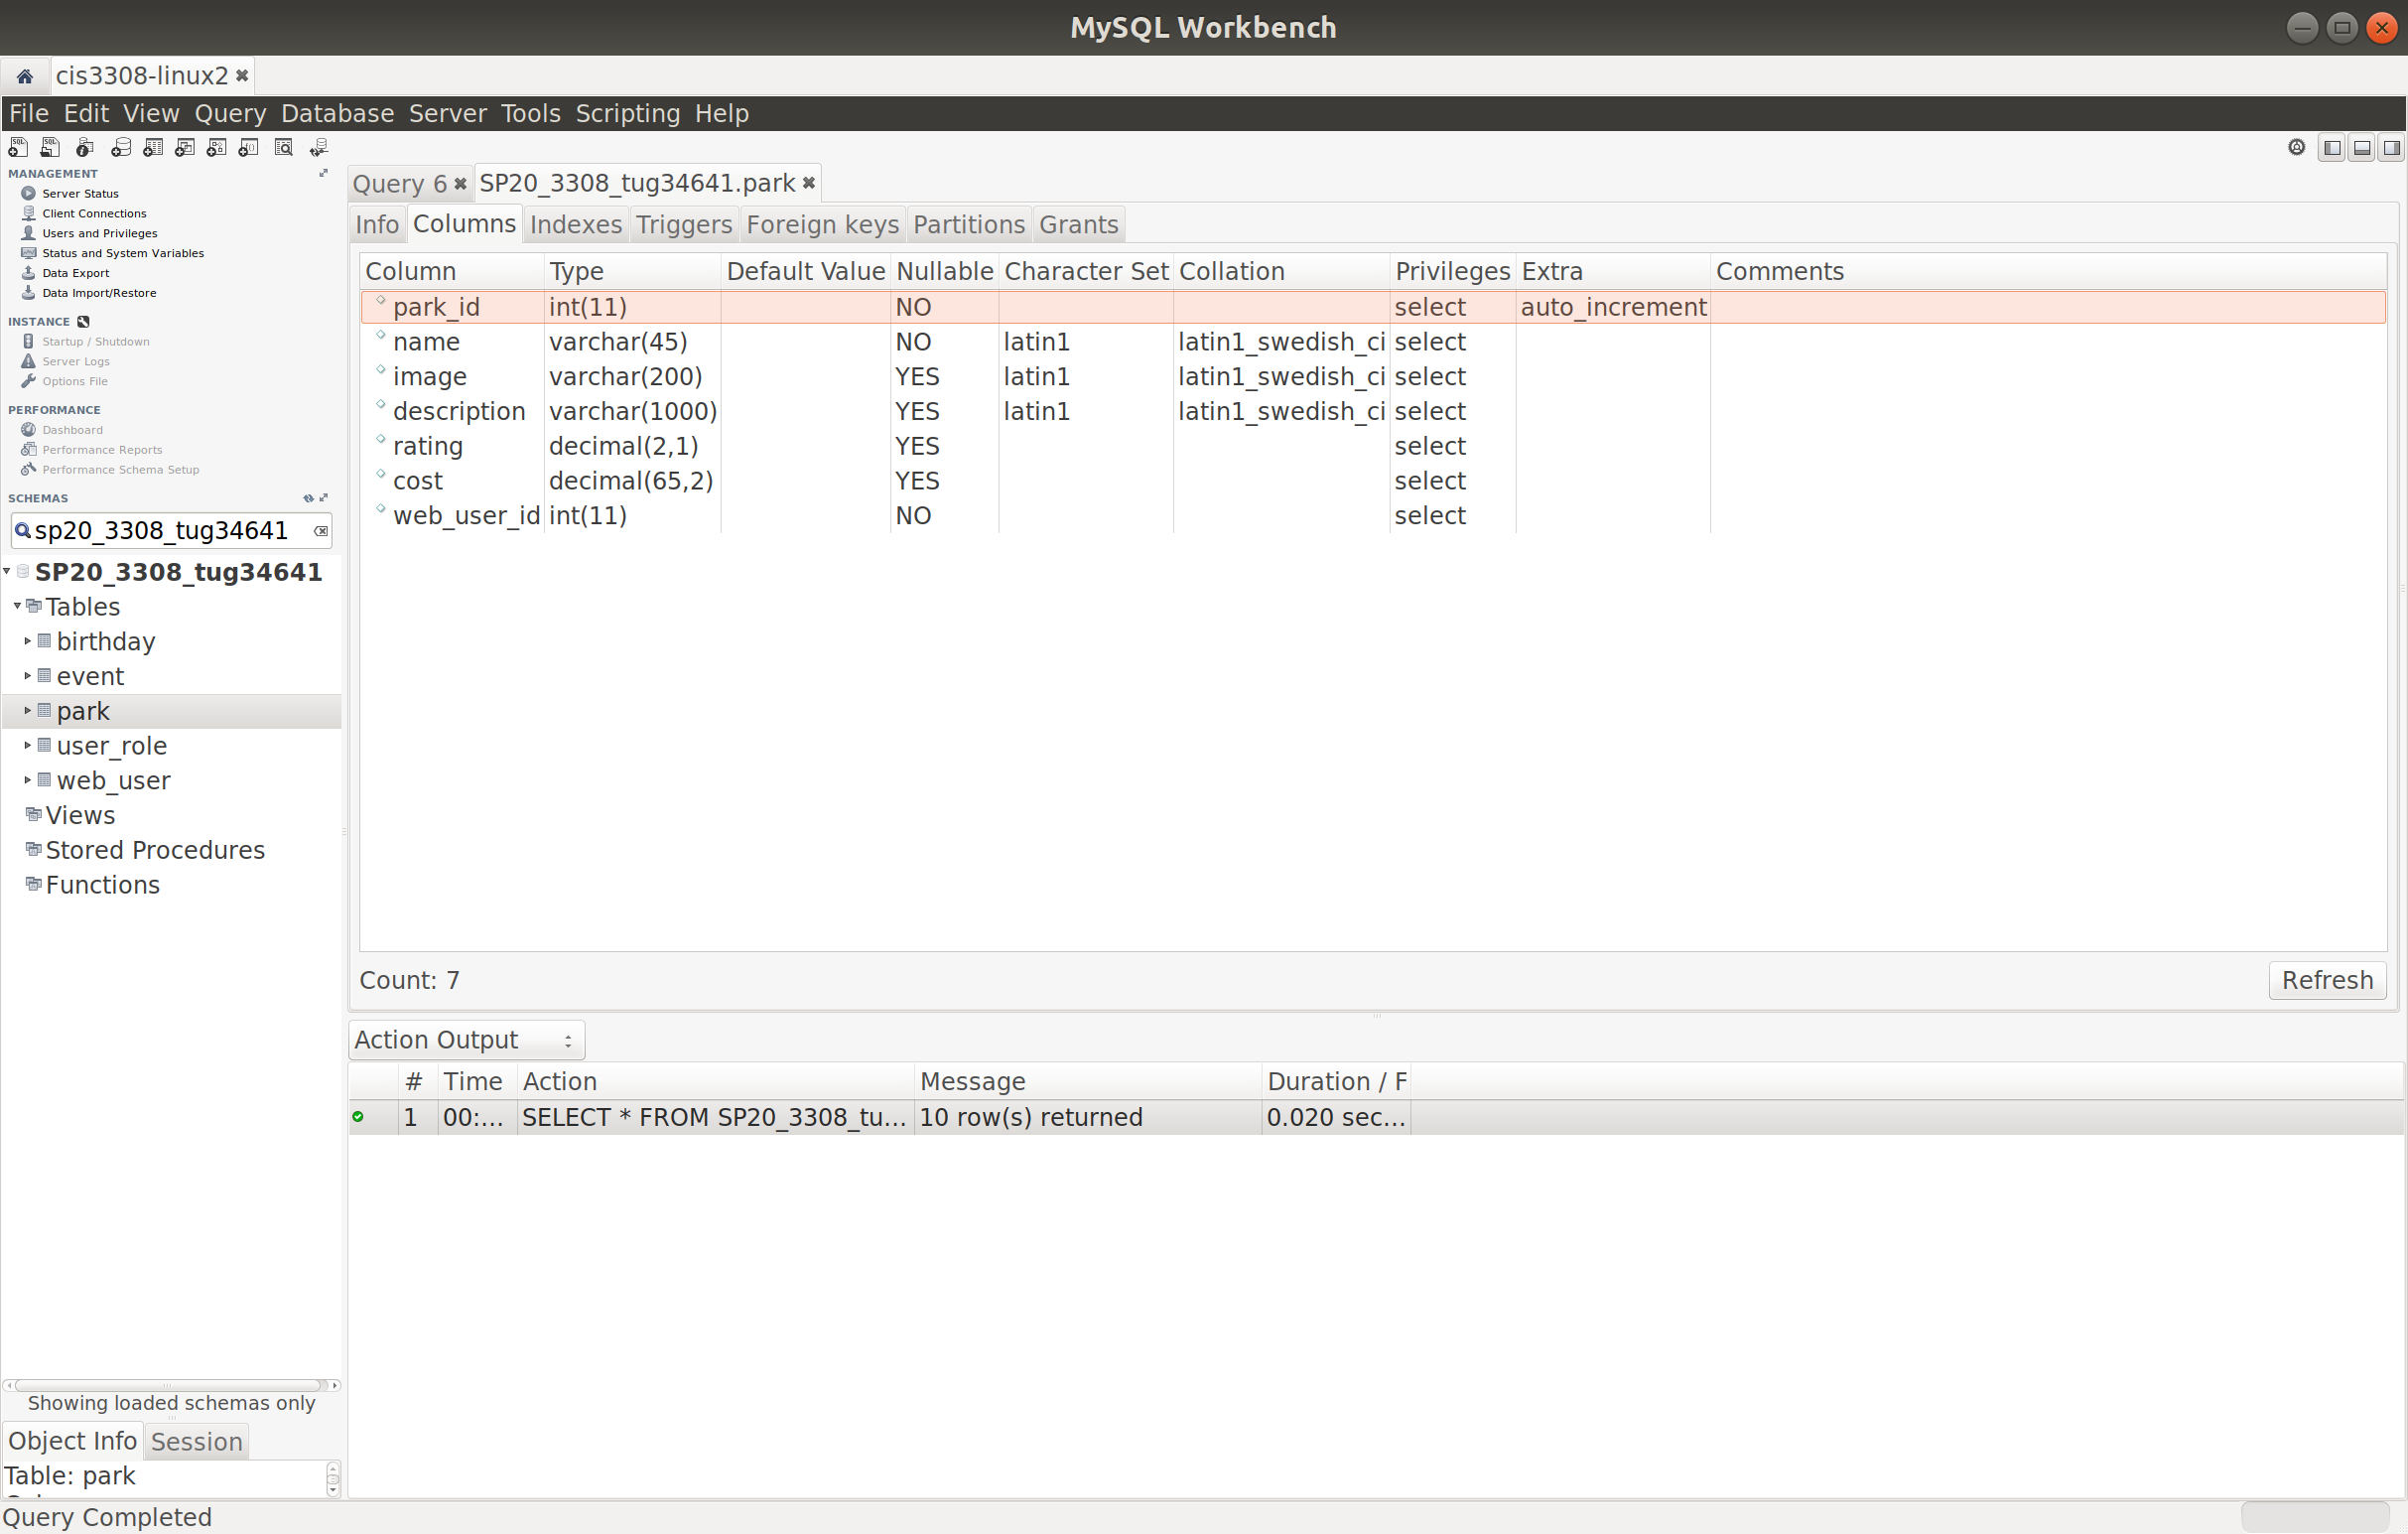 MySQL Workbench
cis3308-linux2
File Edit View Query Database Server Tools Scripting Help
MANAGEMENT
Server Status
Client Connections
Users and Privileges
Status and System Variables
Data Export
Data Import/Restore
INSTANCE
Startup / Shutdown
Server Logs
Options File
PERFORMANCE
Dashboard
Performance Reports
Performance Schema Setup
SCHEMAS
sp20_3308_tug34641
SP20_3308_tug34641
Tables
birthday
event
park
user_role
web_user
Views
Stored Procedures
Functions
Showing loaded schemas only
Object Info Session
Table: park
Query 6 SP20_3308_tug34641.park
Info Columns Indexes Triggers Foreign keys Partitions Grants
Column Type Default Value Nullable Character Set Collation Privileges Extra Comments
park_id int(11) NO select auto_increment
name varchar(45) NO latin1 latin1_swedish_ci select
image varchar(200) YES latin1 latin1_swedish_ci select
description varchar(1000) YES latin1 latin1_swedish_ci select
rating decimal(2,1) YES select
cost decimal(65,2) YES select
web_user_id int(11) NO select
Count: 7
Refresh
Action Output
# Time Action Message Duration / F
1 00:... SELECT * FROM SP20_3308_tu... 10 row(s) returned 0.020 sec...
Query Completed